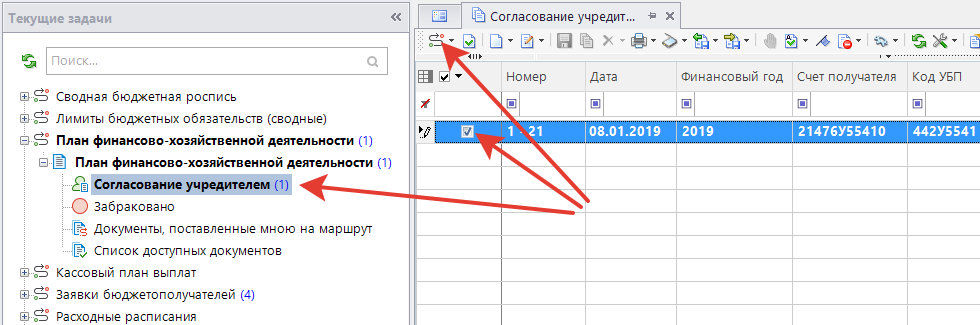 Текущие задачи
Поиск...
Сводная бюджетная роспись
Лимиты бюджетных обязательств (сводные)
План финансово-хозяйственной деятельности (1)
План финансово-хозяйственной деятельности (1)
Согласование учредителем (1)
Забраковано
Документы, поставленные мною на маршрут
Список доступных документов
Кассовый план выплат
Заявки бюджетополучателей (4)
Расходные расписания
Согласование учредит...
Номер Дата Финансовый год Счет получателя Код УБП
1 - 21 08.01.2019 2019 21476У55410 442У5541